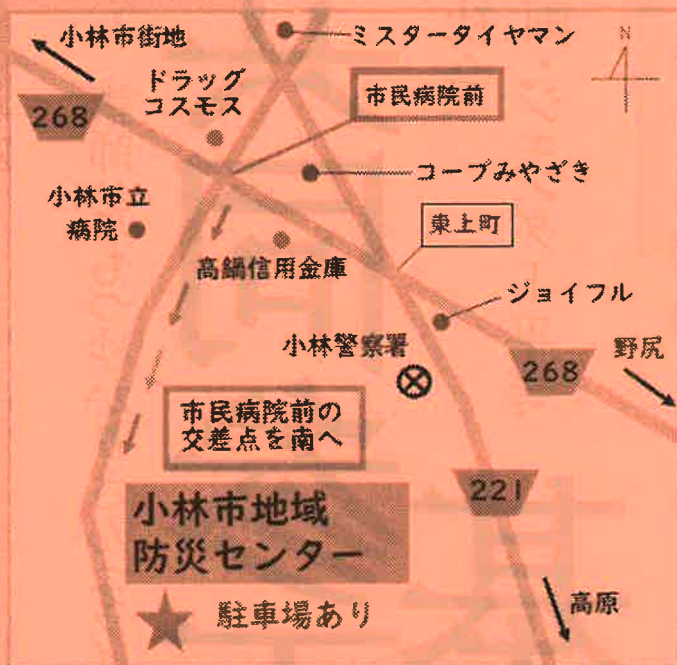 小林市街地
ミスタータイヤマン
N
ドラッグ
コスモス
市民病院前
268
コープみやざき
小林市立
病院
東上町
高鍋信用金庫
ジョイフル
小林警察署
野尻
268
市民病院前の
交差点を南へ
221
小林市地域
防災センター
高原
駐車場あり